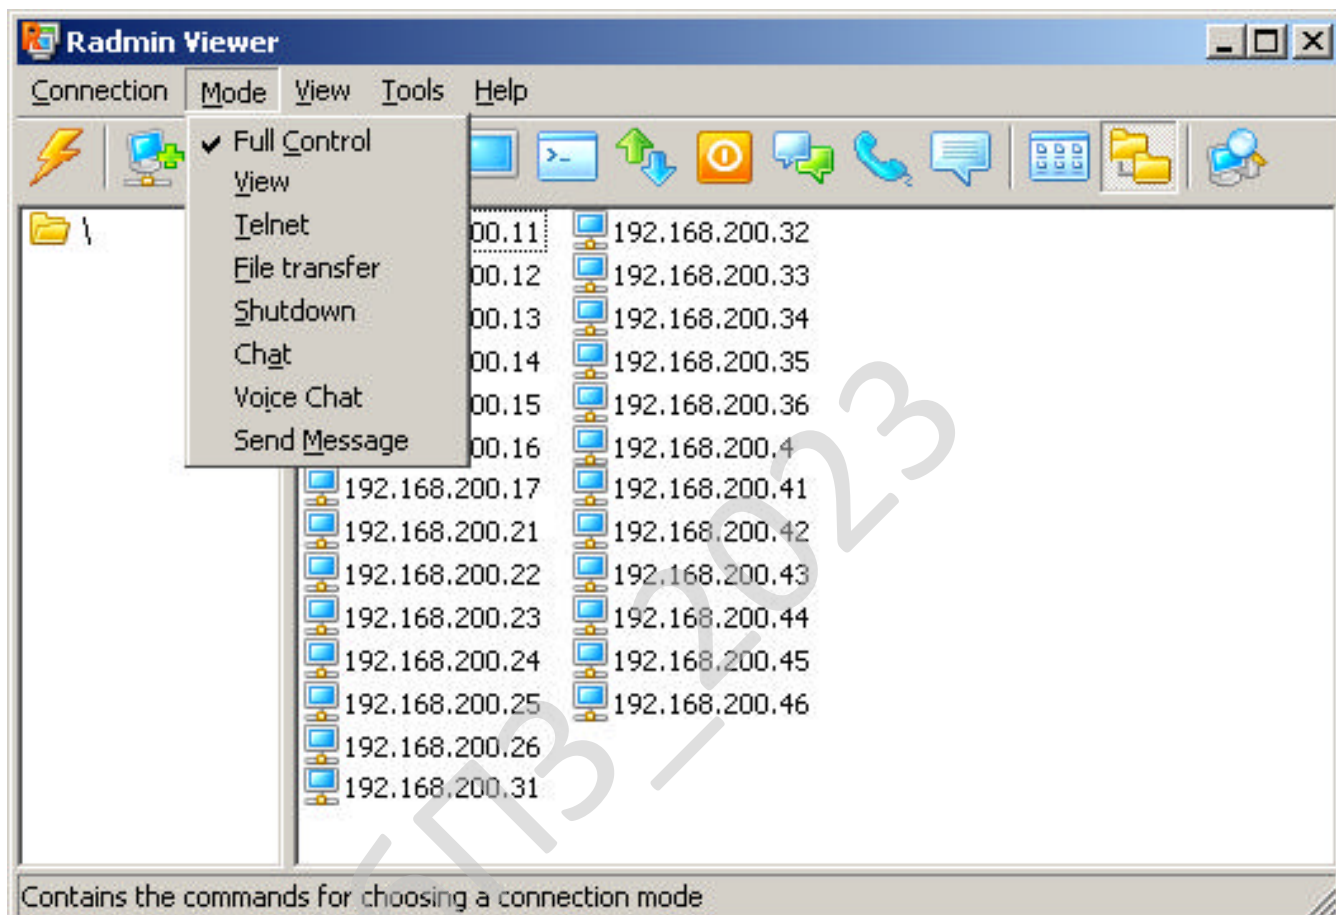 Radmin Viewer
Connection Mode View Tools Help
Full Control
View
Telnet
File transfer
Shutdown
Chat
Voice Chat
Send Message
\
00.11
00.12
00.13
00.14
00.15
00.16
192.168.200.17
192.168.200.21
192.168.200.22
192.168.200.23
192.168.200.24
192.168.200.25
192.168.200.26
192.168.200.31
192.168.200.32
192.168.200.33
192.168.200.34
192.168.200.35
192.168.200.36
192.168.200.4
192.168.200.41
192.168.200.42
192.168.200.43
192.168.200.44
192.168.200.45
192.168.200.46
Contains the commands for choosing a connection mode
БПЗ_2023